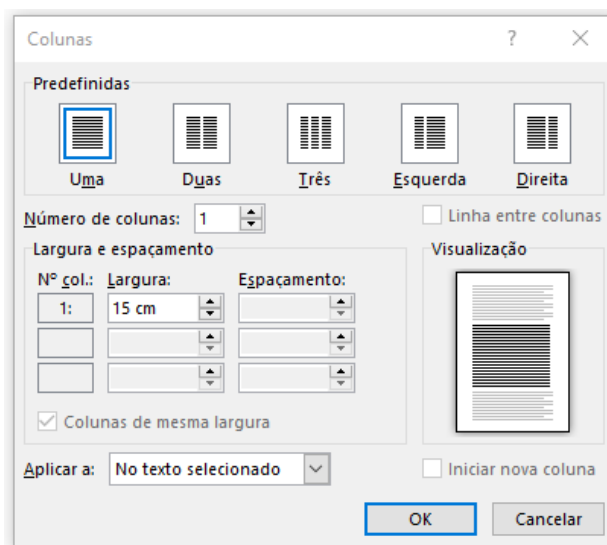 Colunas ?
Predefinidas
Uma Duas Três Esquerda Direita
Número de colunas: 1 Linha entre colunas
Largura e espaçamento Visualização
Nº col.: Largura: Espaçamento:
1: 15 cm
Colunas de mesma largura
Aplicar a: No texto selecionado Iniciar nova coluna
OK Cancelar